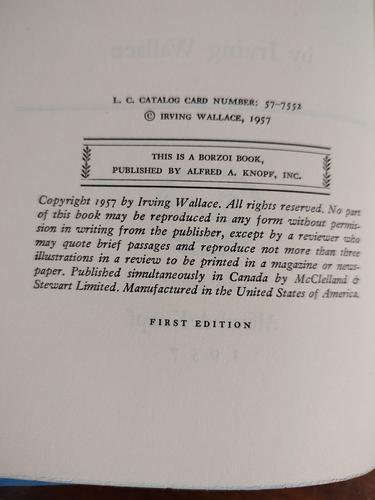 by Irving Wallace
L. C. CATALOG CARD NUMBER: 57-7552
© IRVING WALLACE, 1957
THIS IS A BORZOI BOOK,
PUBLISHED BY ALFRED A. KNOPF, INC.
Copyright 1957 by Irving Wallace. All rights reserved. No part
of this book may be reproduced in any form without permis-
sion in writing from the publisher, except by a reviewer who
may quote brief passages and reproduce not more than three
illustrations in a review to be printed in a magazine or news-
paper. Published simultaneously in Canada by McClelland &
Stewart Limited. Manufactured in the United States of America.
FIRST EDITION
1957